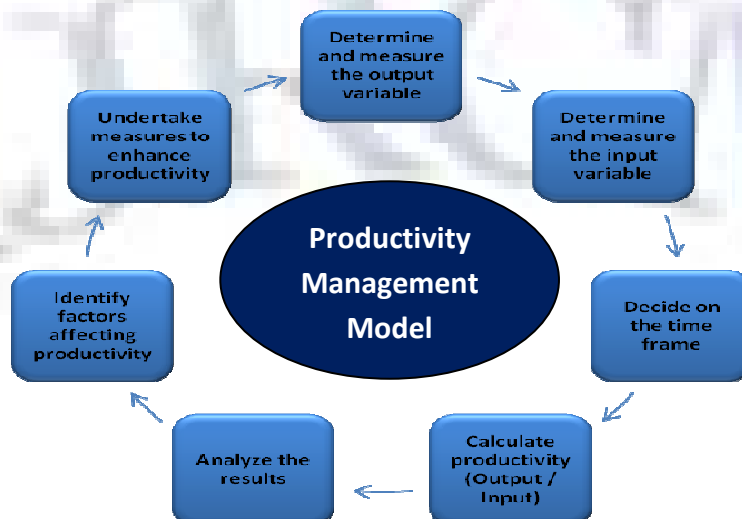 Determine
and measure
the output
variable
Determine
and measure
the input
variable
Decide on
the time
frame
Calculate
productivity
(Output /
Input)
Analyze the
results
Identify
factors
affecting
productivity
Undertake
measures to
enhance
productivity
Productivity
Management
Model